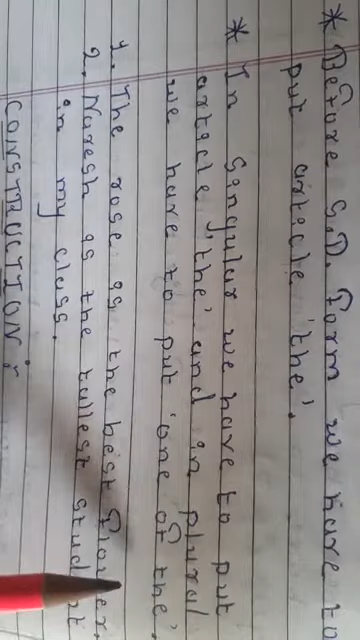 * Before S.D. form we have to
put article 'the'.
* In singular we have to put
article 'the' and in plural
we have to put 'one of the'.
1. The rose is the best flower.
2. Naresh is the tallest student
in my class.
CONSTRUCTION :